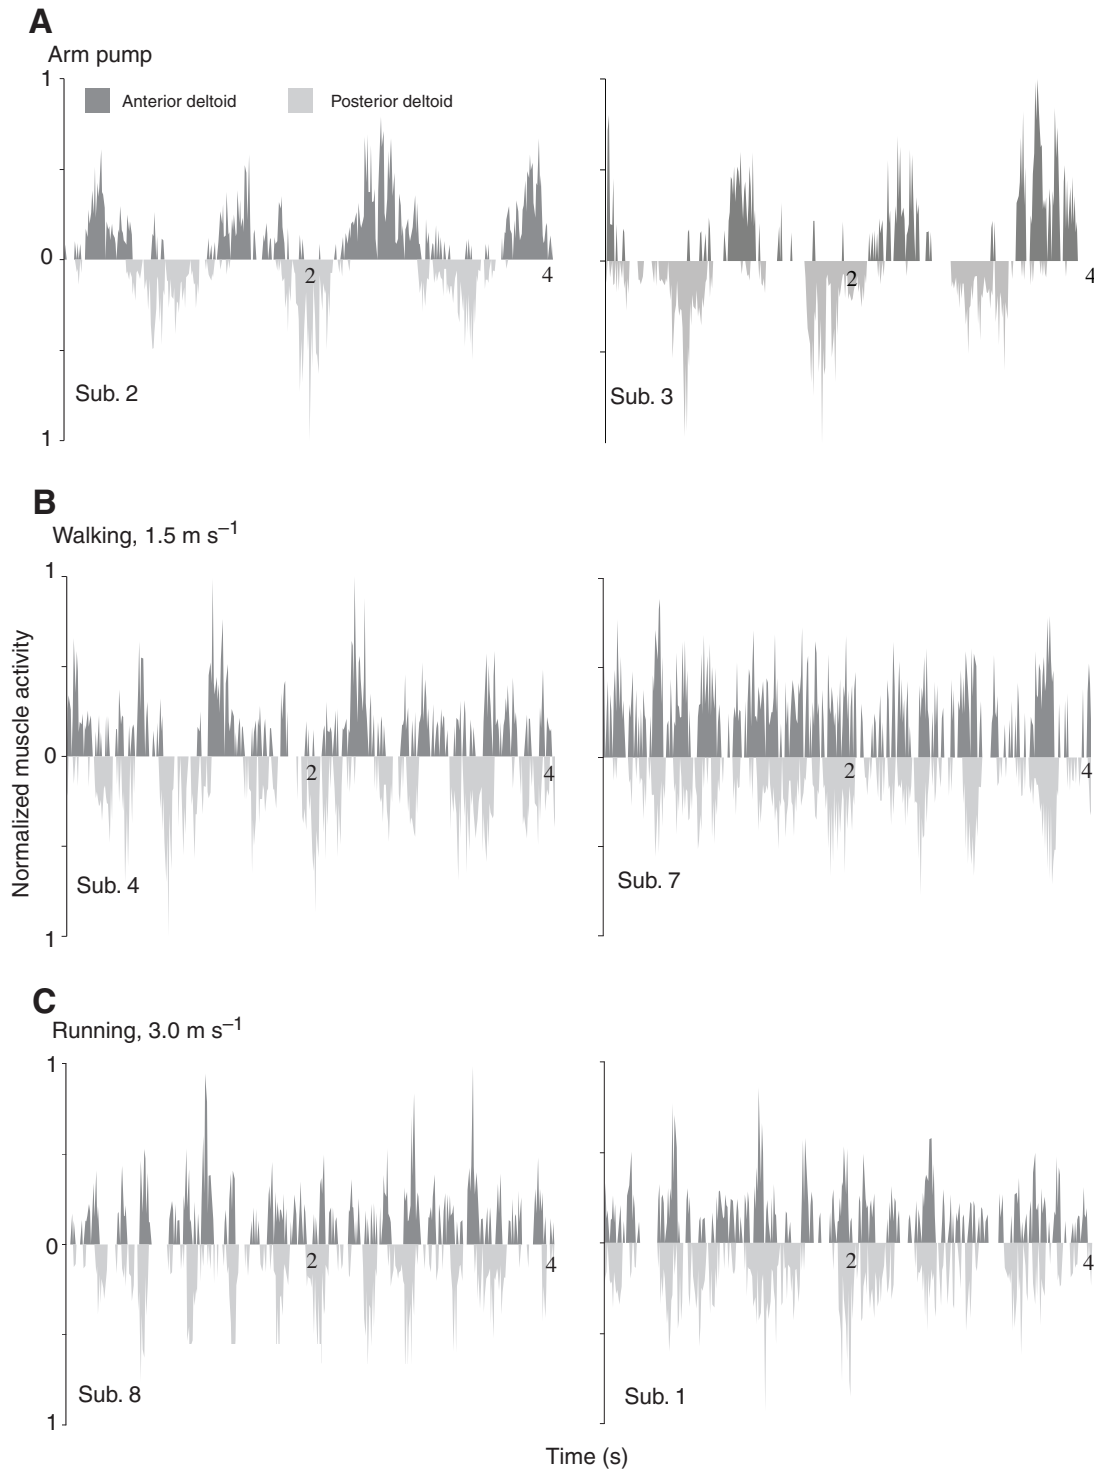 A
Arm pump
1
Anterior deltoid
Posterior deltoid
0
2
4
2
4
Sub. 2
Sub. 3
1
B
Walking, 1.5 m s–1
1
0
2
4
2
4
Sub. 4
Sub. 7
1
Normalized muscle activity
C
Running, 3.0 m s–1
1
0
2
4
2
4
Sub. 8
Sub. 1
1
Time (s)